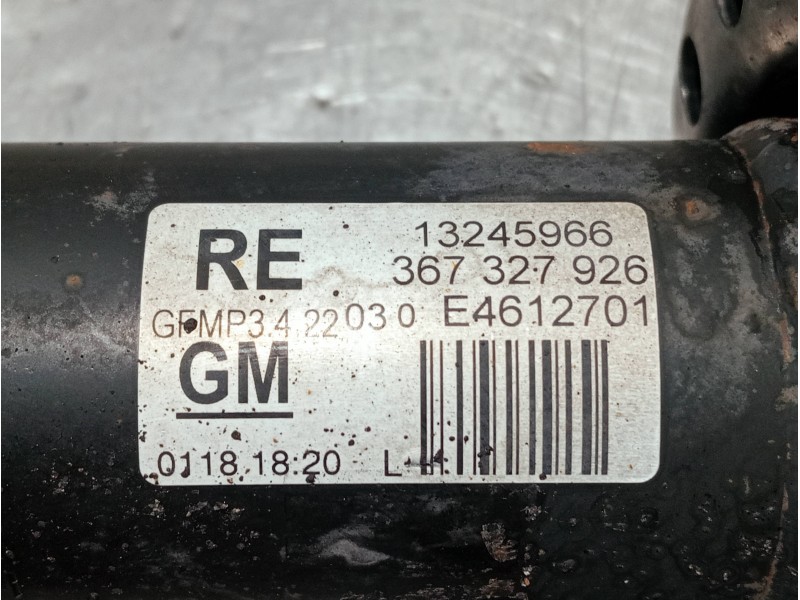 RE 13245966
367 327 926
GFMP3.4 22 03 0 E4612701
GM
0118 18:20 L